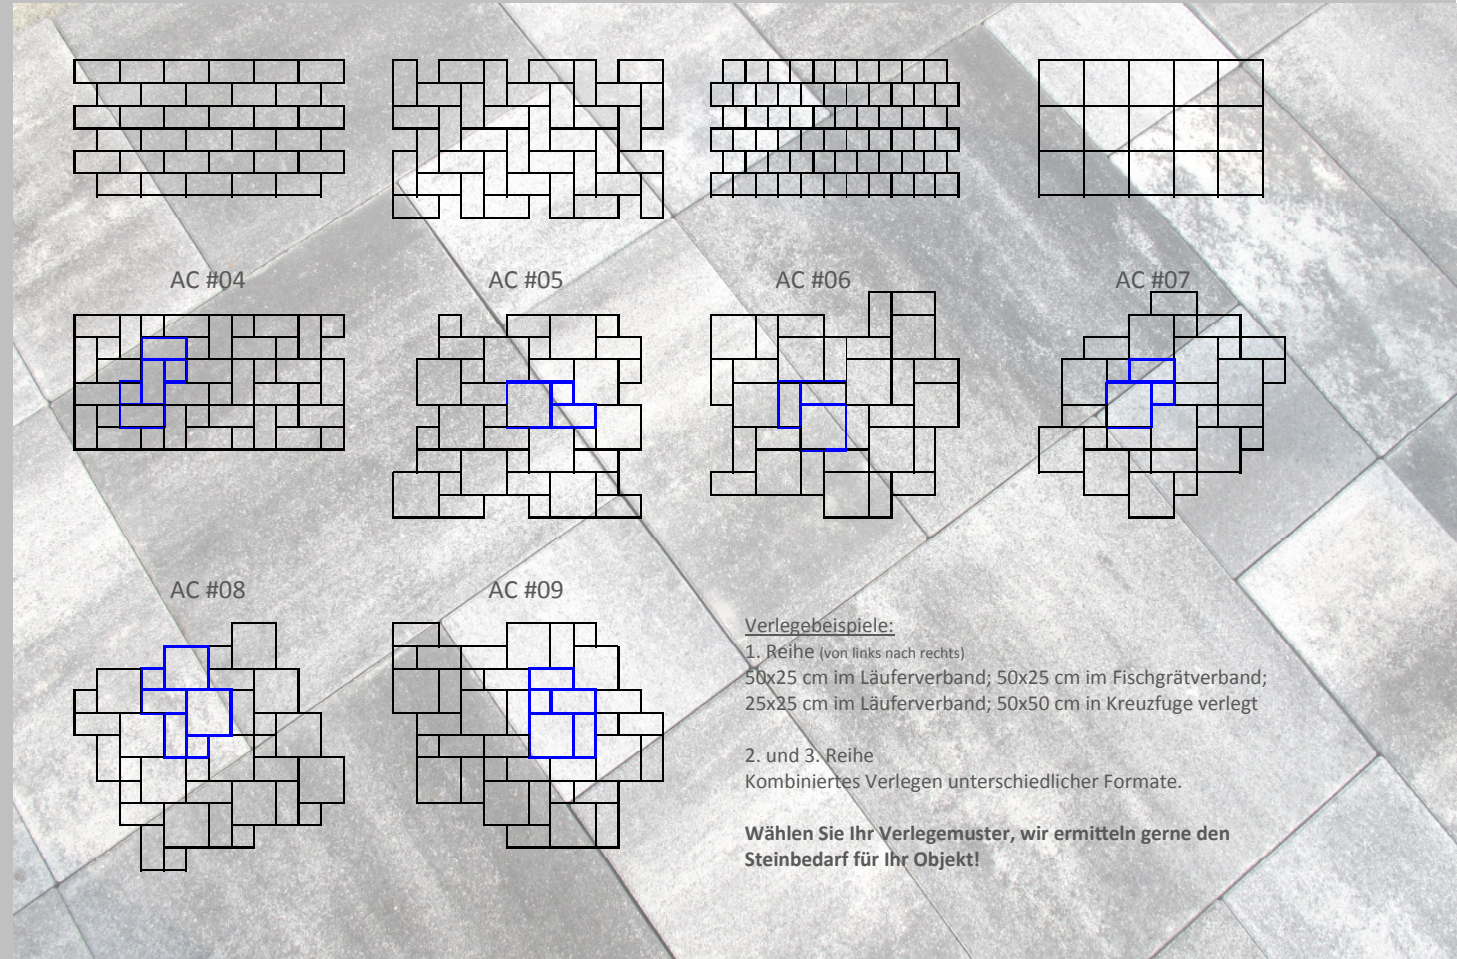 AC #04
AC #05
AC #06
AC #07
AC #08
AC #09
Verlegebeispiele:
1. Reihe (von links nach rechts)
50x25 cm im Läuferverband; 50x25 cm im Fischgrätverband;
25x25 cm im Läuferverband; 50x50 cm in Kreuzfuge verlegt
2. und 3. Reihe
Kombiniertes Verlegen unterschiedlicher Formate.
Wählen Sie Ihr Verlegemuster, wir ermitteln gerne den
Steinbedarf für Ihr Objekt!